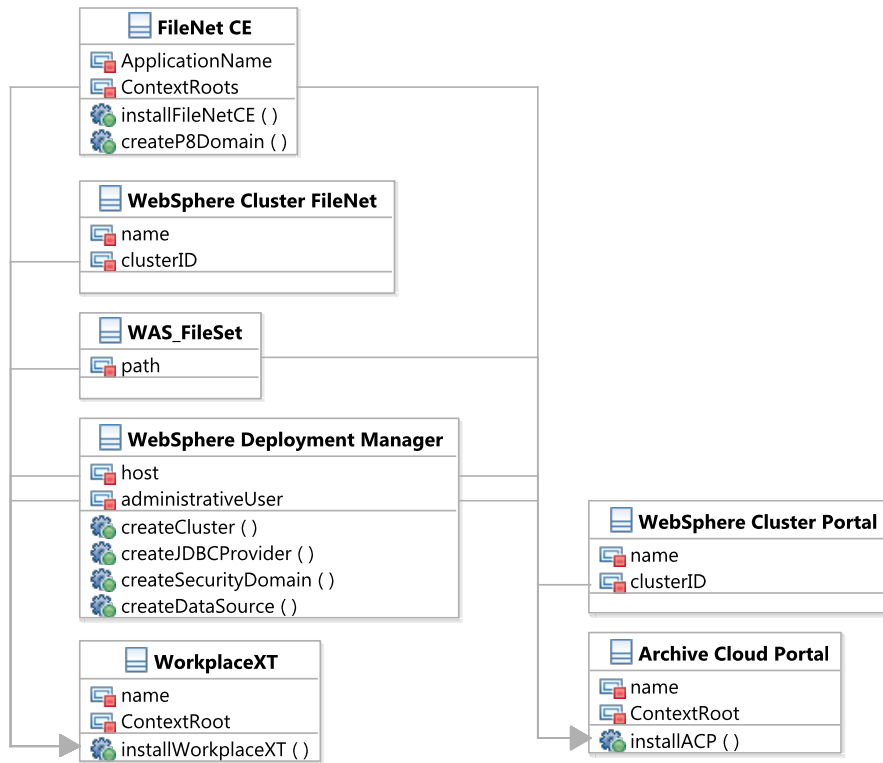 FileNet CE
ApplicationName
ContextRoots
installFileNetCE ( )
createP8Domain ( )
WebSphere Cluster FileNet
name
clusterID
WAS_FileSet
path
WebSphere Deployment Manager
host
administrativeUser
createCluster ( )
createJDBCProvider ( )
createSecurityDomain ( )
createDataSource ( )
WorkplaceXT
name
ContextRoot
installWorkplaceXT ( )
WebSphere Cluster Portal
name
clusterID
Archive Cloud Portal
name
ContextRoot
installACP ( )